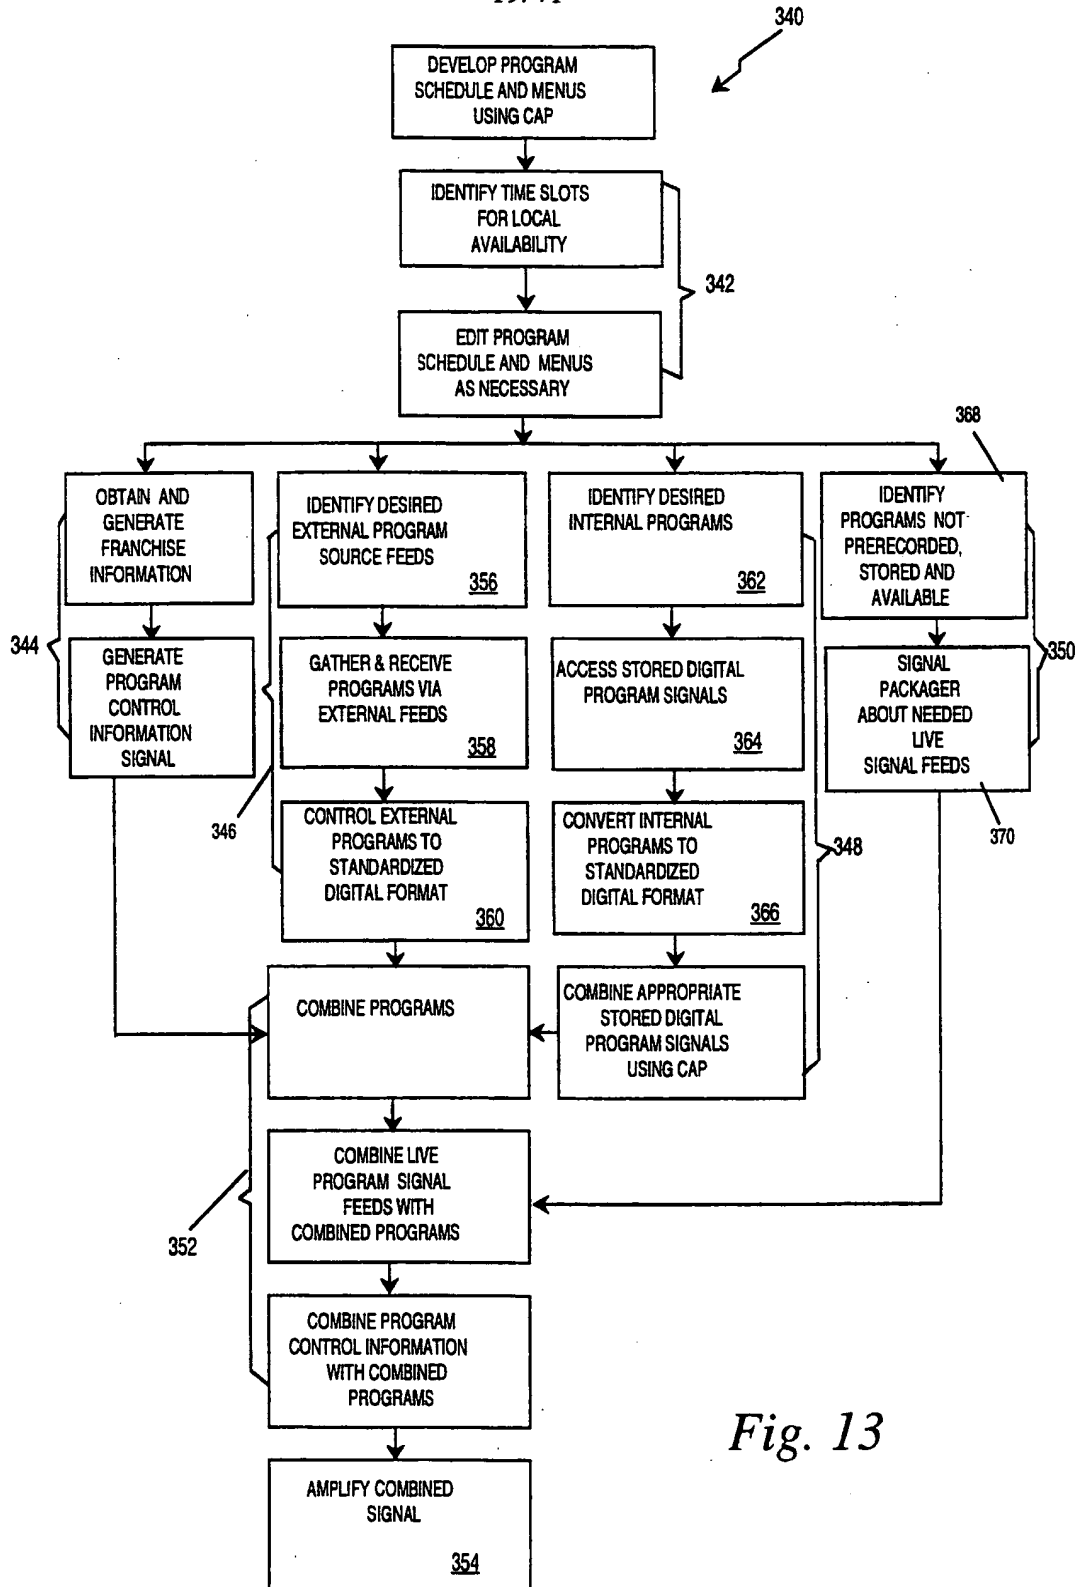 340
DEVELOP PROGRAM
SCHEDULE AND MENUS
USING CAP
IDENTIFY TIME SLOTS
FOR LOCAL
AVAILABILITY
342
EDIT PROGRAM
SCHEDULE AND MENUS
AS NECESSARY
368
OBTAIN AND
GENERATE
FRANCHISE
INFORMATION
IDENTIFY DESIRED
EXTERNAL PROGRAM
SOURCE FEEDS
356
IDENTIFY DESIRED
INTERNAL PROGRAMS
362
IDENTIFY
PROGRAMS NOT
PRERECORDED,
STORED AND
AVAILABLE
344
350
GENERATE
PROGRAM
CONTROL
INFORMATION
SIGNAL
GATHER & RECEIVE
PROGRAMS VIA
EXTERNAL FEEDS
358
ACCESS STORED DIGITAL
PROGRAM SIGNALS
364
SIGNAL
PACKAGER
ABOUT NEEDED
LIVE
SIGNAL FEEDS
346
370
CONTROL EXTERNAL
PROGRAMS TO
STANDARDIZED
DIGITAL FORMAT
360
CONVERT INTERNAL
PROGRAMS TO
STANDARDIZED
DIGITAL FORMAT
366
348
COMBINE PROGRAMS
COMBINE APPROPRIATE
STORED DIGITAL
PROGRAM SIGNALS
USING CAP
COMBINE LIVE
PROGRAM SIGNAL
FEEDS WITH
COMBINED PROGRAMS
352
COMBINE PROGRAM
CONTROL INFORMATION
WITH COMBINED
PROGRAMS
Fig. 13
AMPLIFY COMBINED
SIGNAL
354